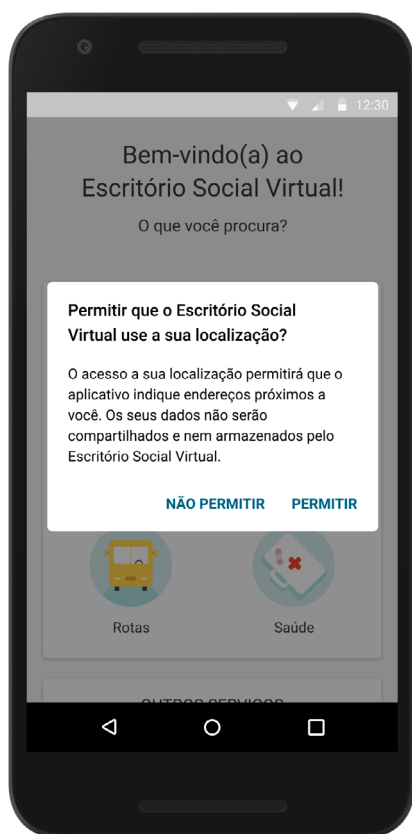 12:30
Bem-vindo(a) ao
Escritório Social Virtual!
O que você procura?
Permitir que o Escritório Social
Virtual use a sua localização?
O acesso a sua localização permitirá que o
aplicativo indique endereços próximos a
você. Os seus dados não serão
compartilhados e nem armazenados pelo
Escritório Social Virtual.
NÃO PERMITIR PERMITIR
Rotas Saúde
OUTROS SERVIÇOS